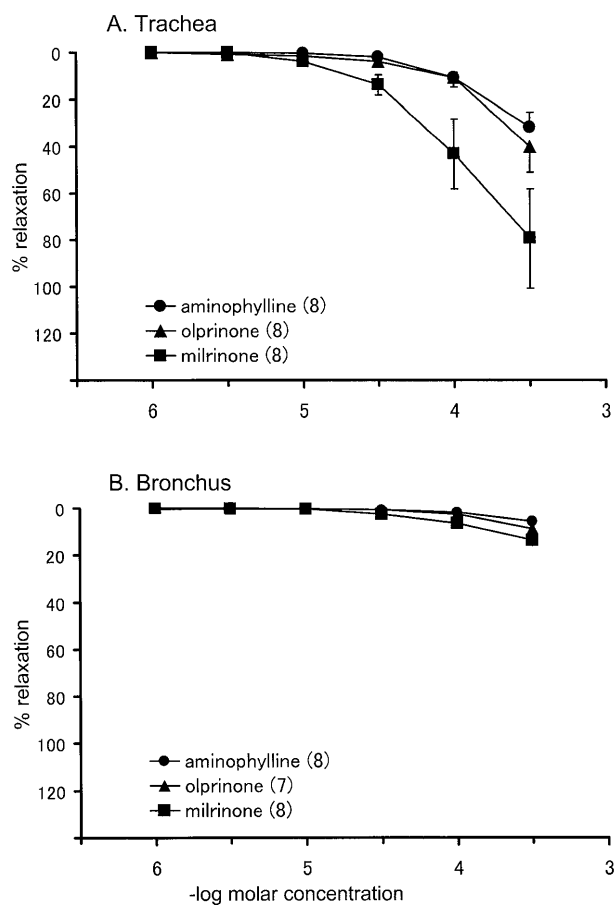 A. Trachea
0
20
40
60
80
100
120
% relaxation
aminophylline (8)
olprinone (8)
milrinone (8)
6 5 4 3
B. Bronchus
0
20
40
60
80
100
120
% relaxation
aminophylline (8)
olprinone (7)
milrinone (8)
6 5 4 3
-log molar concentration